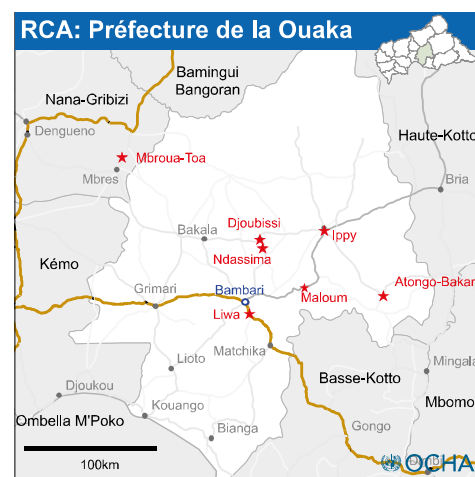 RCA: Préfecture de la Ouaka
Bamingui
Bangoran
Nana-Gribizi
Dengueno
Haute-Kotto
Mbroua-Toa
Mbres
Bria
Djoubissi
Ippy
Bakala
Ndassima
Kémo
Grimari
Bambari
Maloum
Atongo-Bakar
Liwa
Matchika
Lioto
Mingala
Basse-Kotto
Djoukou
Mbomo
Kouango
Ombella M'Poko
Gongo
Bianga
100km
OCHA